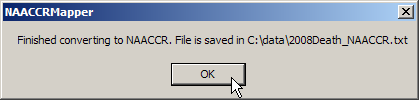 NAACCRMapper
Finished converting to NAACCR. File is saved in C:\data\2008Death_NAACCR.txt
OK